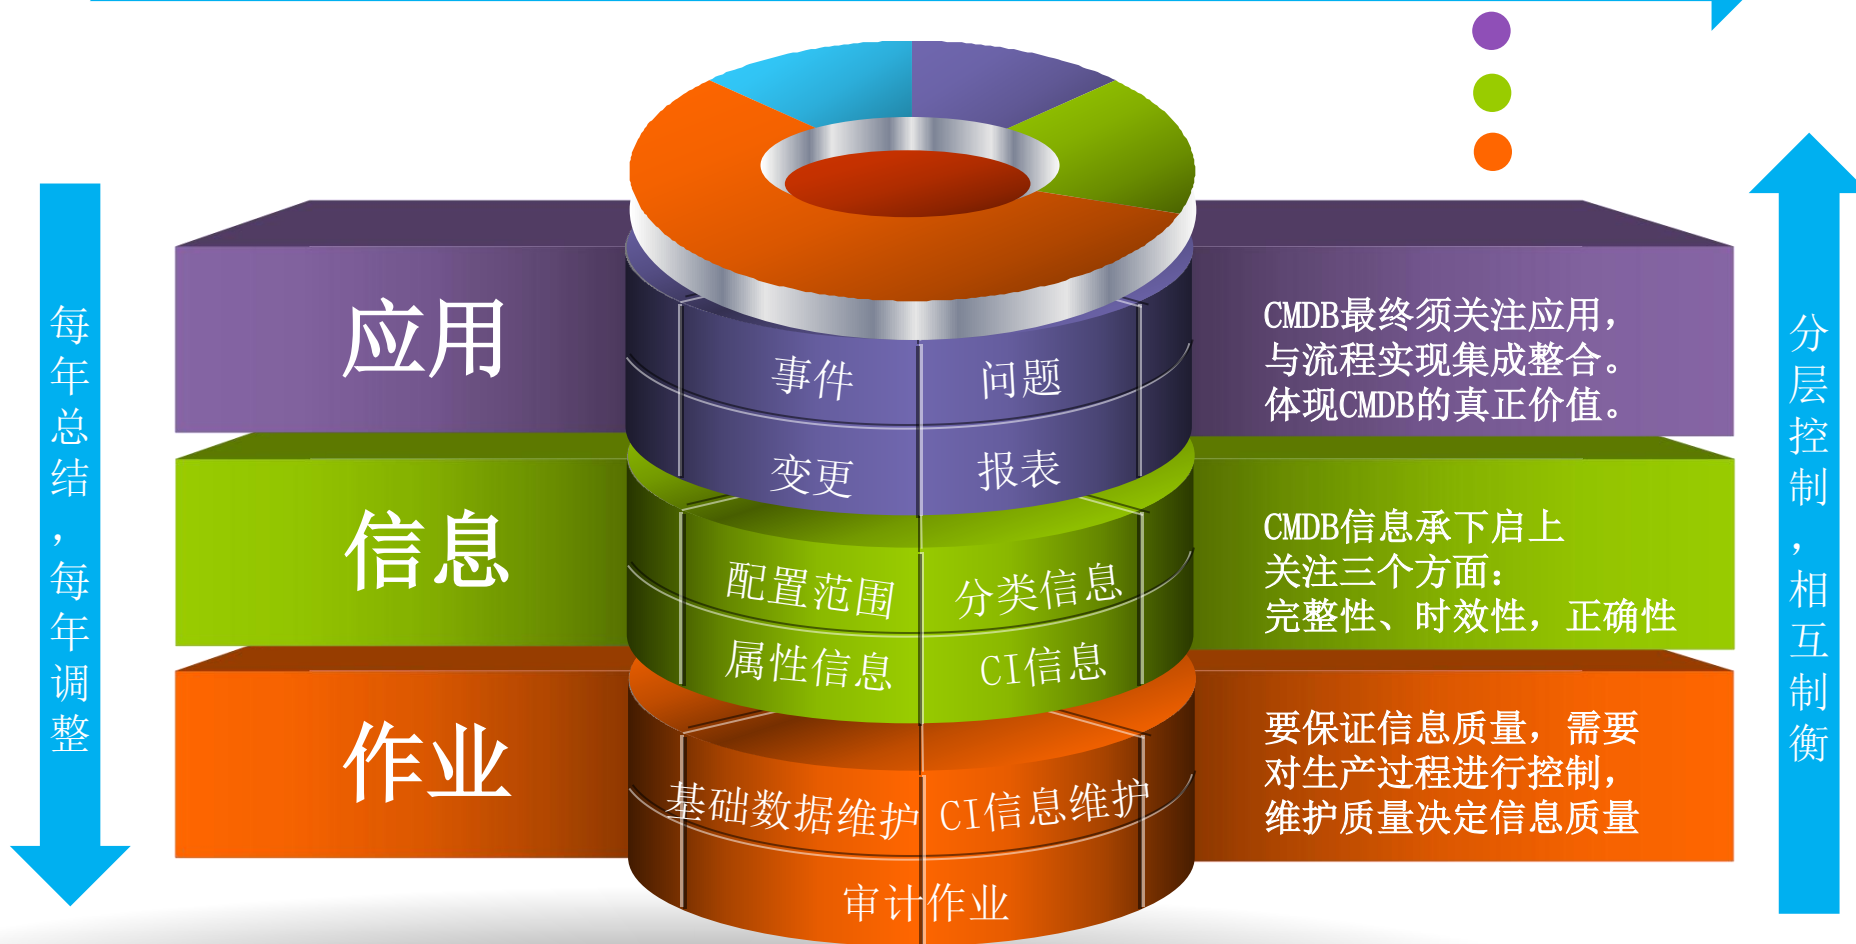 每年总结，每年调整
应用
事件
问题
变更
报表
CMDB最终须关注应用，
与流程实现集成整合。
体现CMDB的真正价值。
信息
配置范围
分类信息
属性信息
CI信息
CMDB信息承下启上
关注三个方面：
完整性、时效性，正确性
作业
基础数据维护
CI信息维护
审计作业
要保证信息质量，需要
对生产过程进行控制，
维护质量决定信息质量
分层控制，相互制衡